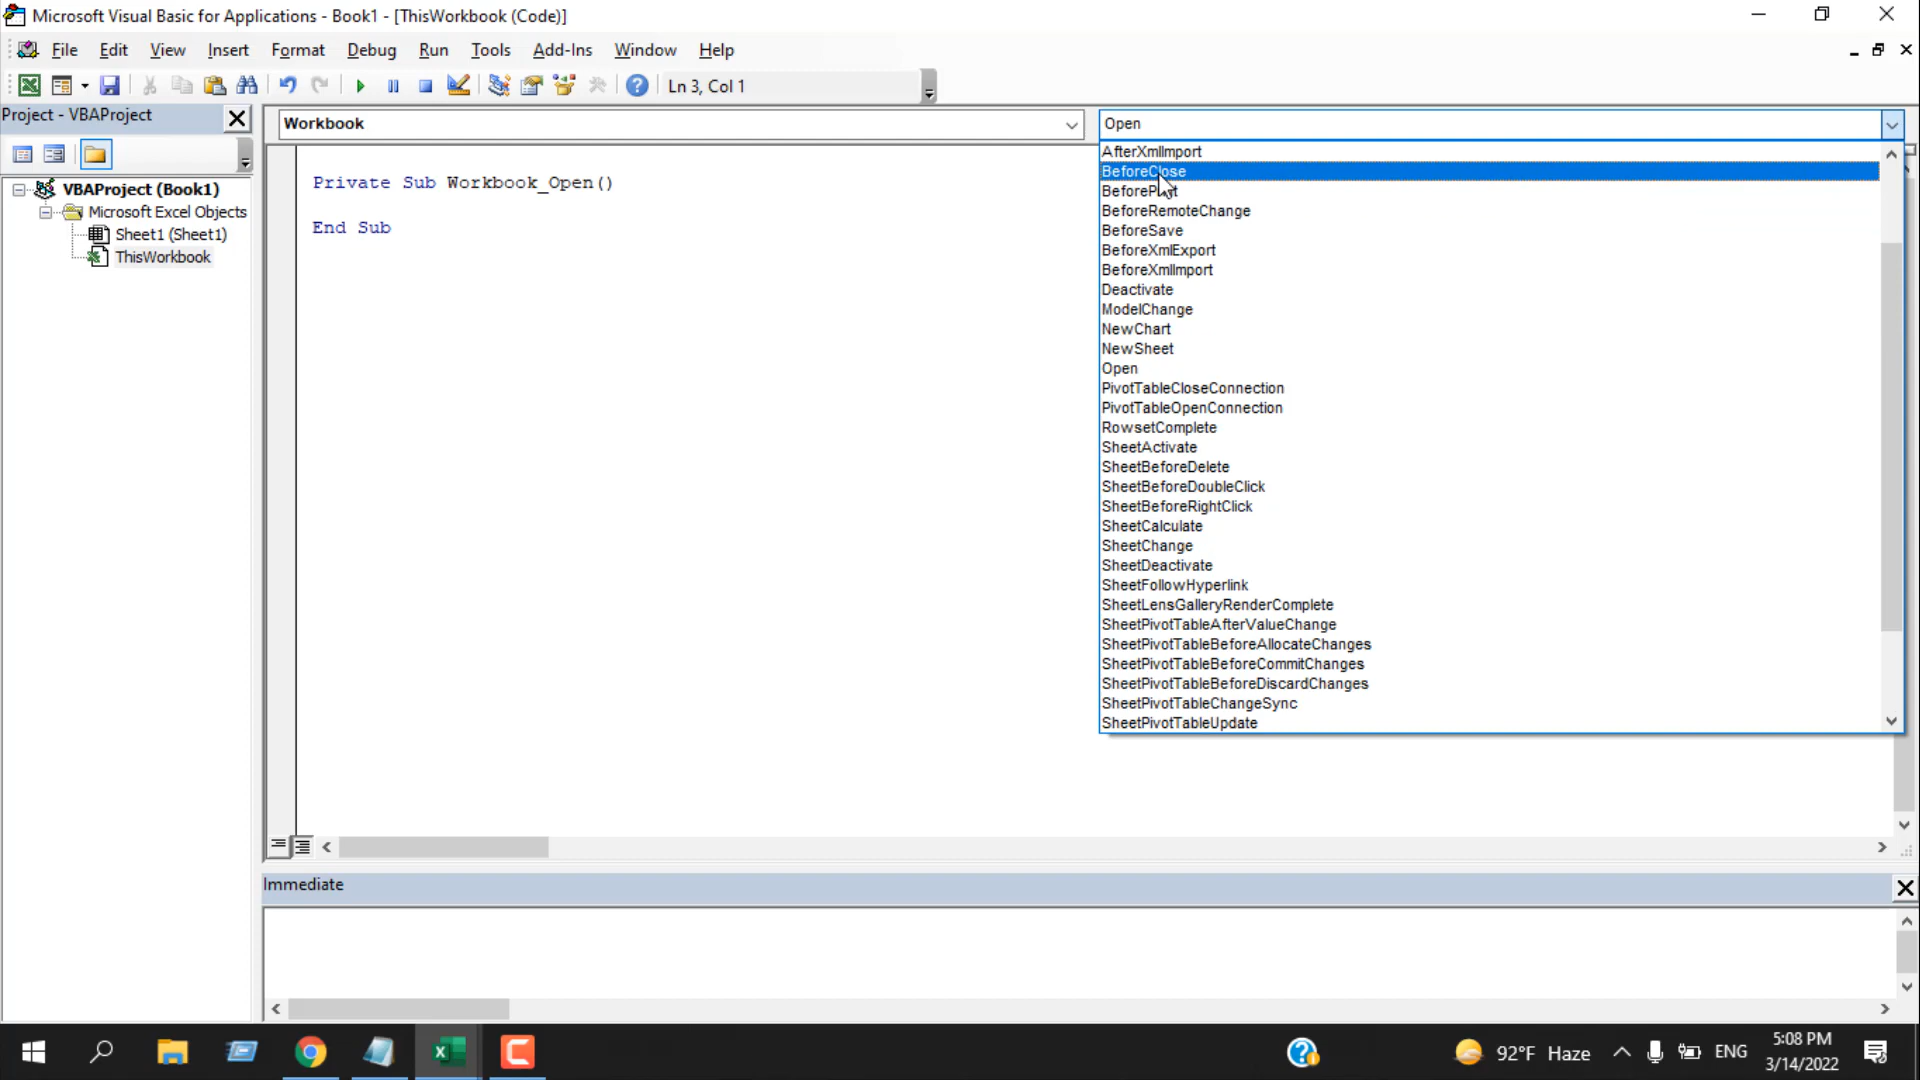 Microsoft Visual Basic for Applications - Book1 - [ThisWorkbook (Code)]
File Edit View Insert Format Debug Run Tools Add-Ins Window Help
Ln 3, Col 1
Project - VBAProject
Workbook
Open
VBAProject (Book1)
Microsoft Excel Objects
Sheet1 (Sheet1)
ThisWorkbook
Private Sub Workbook_Open()
End Sub
AfterXmlImport
BeforeClose
BeforeRemoteChange
BeforeSave
BeforeXmlExport
BeforeXmlImport
Deactivate
ModelChange
NewChart
NewSheet
Open
PivotTableCloseConnection
PivotTableOpenConnection
RowsetComplete
SheetActivate
SheetBeforeDelete
SheetBeforeDoubleClick
SheetBeforeRightClick
SheetCalculate
SheetChange
SheetDeactivate
SheetFollowHyperlink
SheetLensGalleryRenderComplete
SheetPivotTableAfterValueChange
SheetPivotTableBeforeAllocateChanges
SheetPivotTableBeforeCommitChanges
SheetPivotTableBeforeDiscardChanges
SheetPivotTableChangeSync
SheetPivotTableUpdate
Immediate
92°F Haze
ENG
5:08 PM
3/14/2022